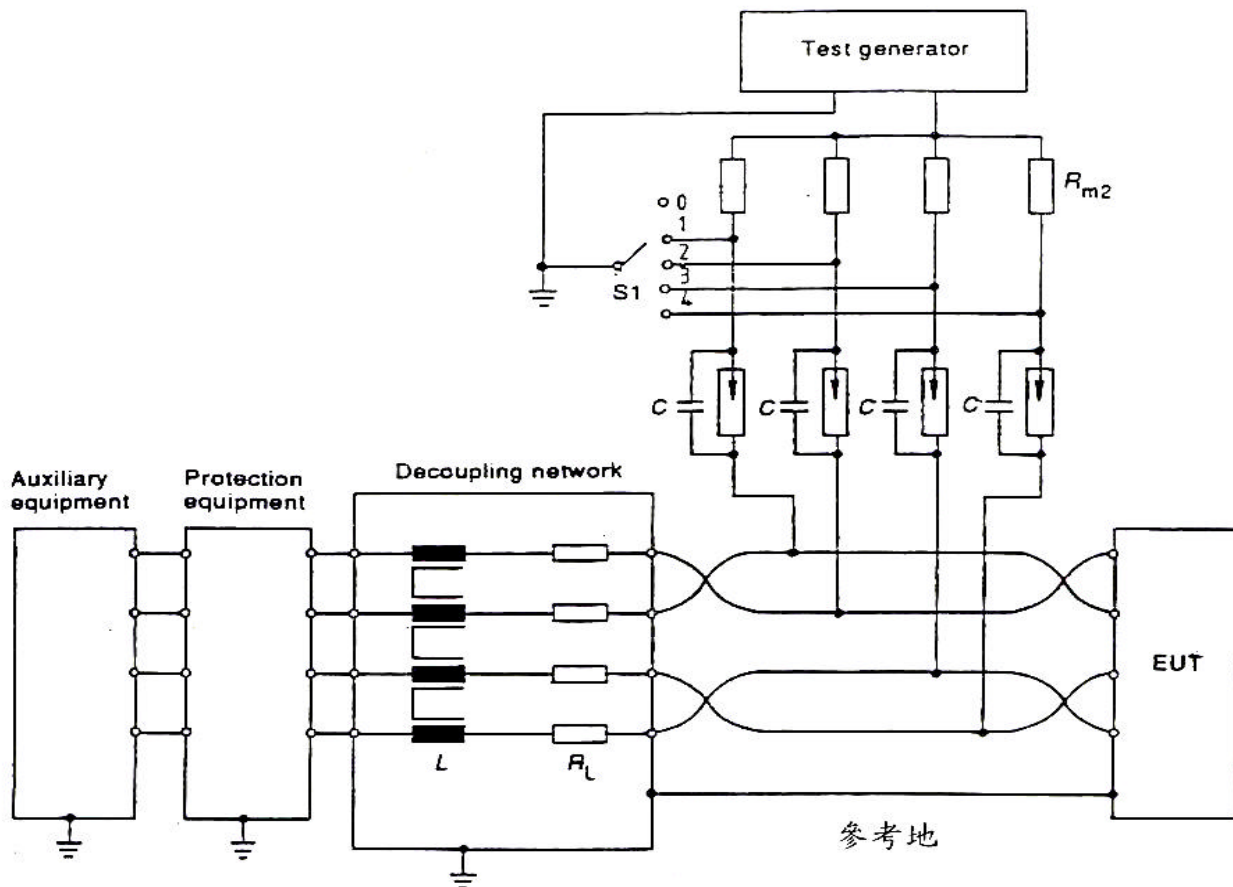 Test generator
R_m2
0
1
2
3
4
S1
C
C
C
C
Auxiliary
equipment
Protection
equipment
Decoupling network
L
R_L
EUT
參考地